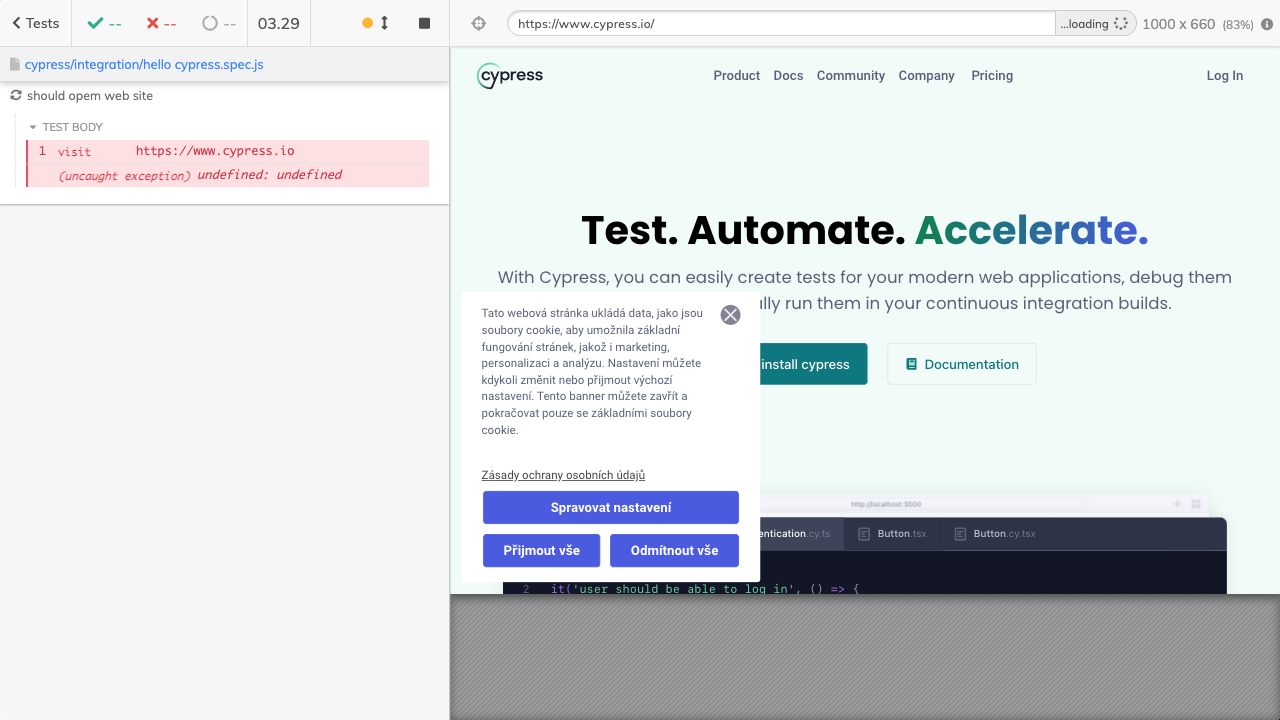 Tests
--
--
--
03.29
https://www.cypress.io/
...loading
1000 x 660 (83%)
cypress/integration/hello cypress.spec.js
should opem web site
TEST BODY
1 visit https://www.cypress.io
(uncaught exception) undefined: undefined
cypress
Product Docs Community Company Pricing
Log In
Test. Automate. Accelerate.
With Cypress, you can easily create tests for your modern web applications, debug them
run them in your continuous integration builds.
install cypress
Documentation
Tato webová stránka ukládá data, jako jsou
soubory cookie, aby umožnila základní
fungování stránek, jakož i marketing,
personalizaci a analýzu. Nastavení můžete
kdykoli změnit nebo přijmout výchozí
nastavení. Tento banner můžete zavřít a
pokračovat pouze se základními soubory
cookie.
Zásady ochrany osobních údajů
Spravovat nastavení
Přijmout vše
Odmítnout vše
http://localhost:3000
entication.cy.ts
Button.tsx
Button.cy.tsx
2 it('user should be able to log in', () => {